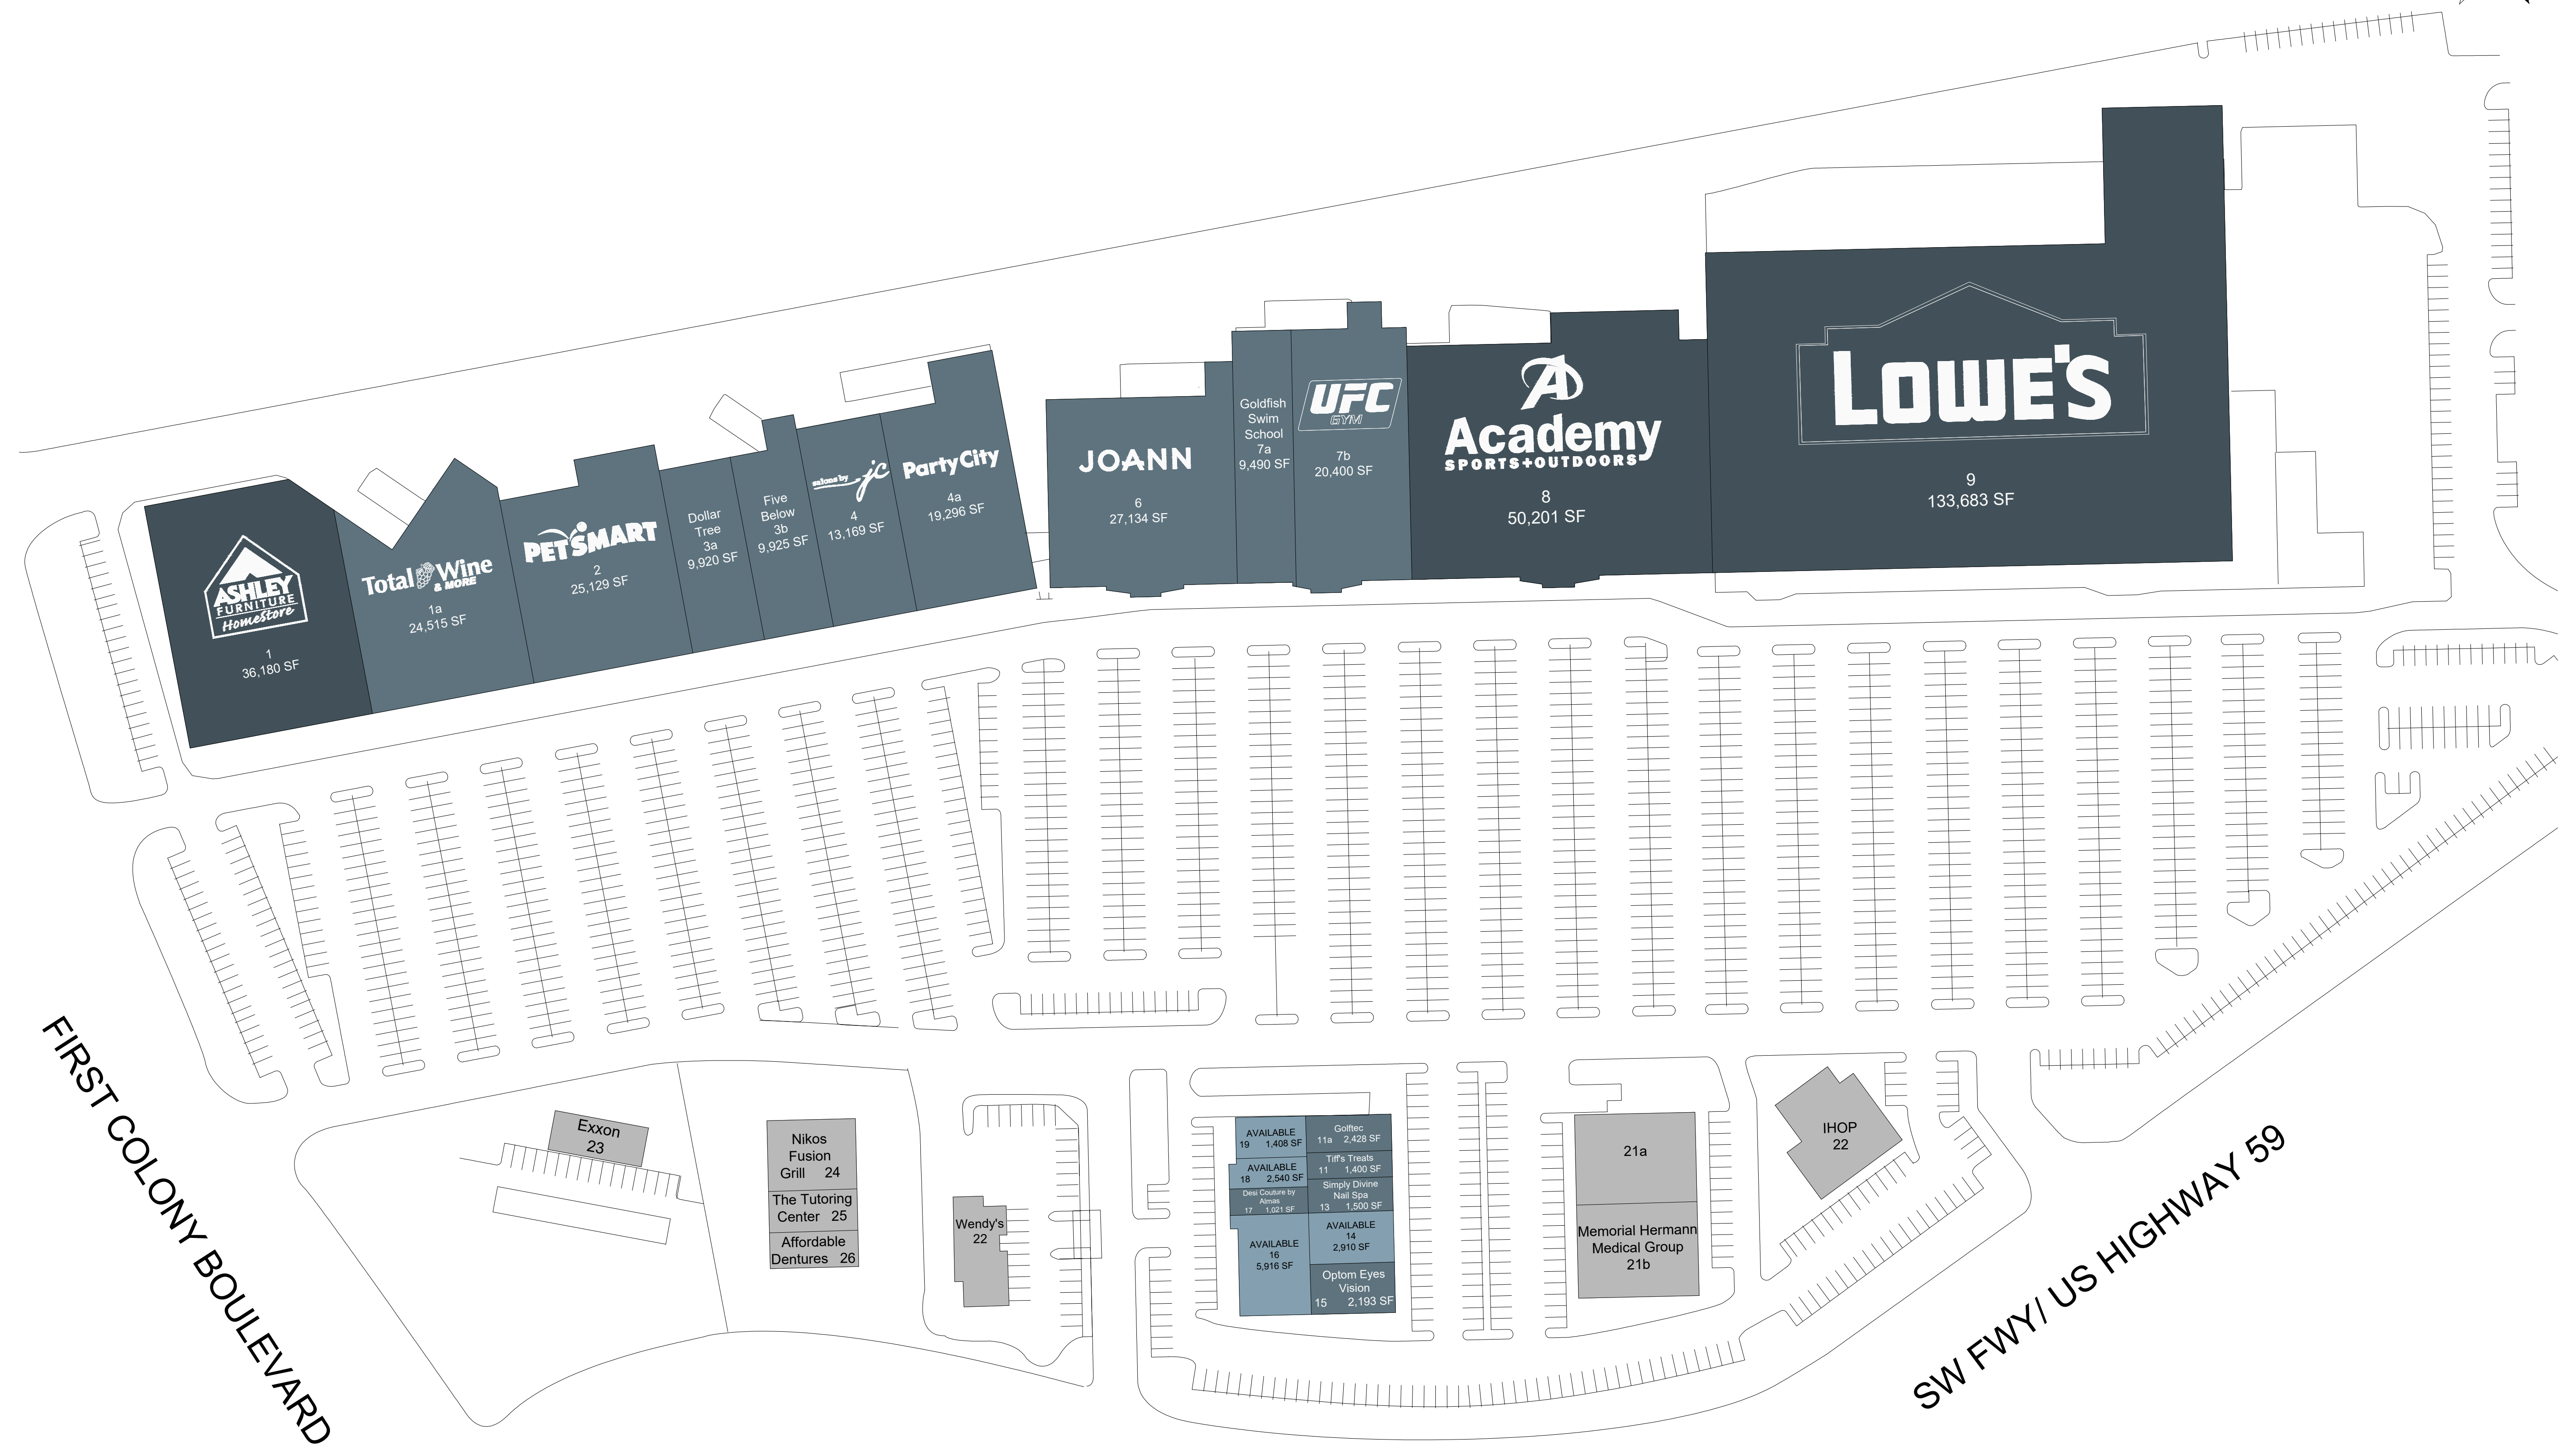 LOWE'S
Academy
SPORTS+OUTDOORS
8
50,201 SF
9
133,683 SF
Goldfish
Swim
School
7a
9,490 SF
UFC
GYM
7b
20,400 SF
JOANN
6
27,134 SF
Party City
4a
19,296 SF
salons by jc
4
13,169 SF
Five
Below
3b
9,925 SF
Dollar
Tree
3a
9,920 SF
PETSMART
2
25,129 SF
Total Wine
& MORE
1a
24,515 SF
ASHLEY
FURNITURE
HomeStore
1
36,180 SF
FIRST COLONY BOULEVARD
Exxon
23
Nikos
Fusion
Grill 24
The Tutoring
Center 25
Affordable
Dentures 26
Wendy's
22
AVAILABLE
19 1,408 SF
AVAILABLE
18 2,540 SF
Desi Couture by
Almas
17 1,021 SF
AVAILABLE
16
5,916 SF
Golftec
11a 2,428 SF
Tiff's Treats
11 1,400 SF
Simply Divine
Nail Spa
13 1,500 SF
AVAILABLE
14
2,910 SF
Optom Eyes
Vision
15 2,193 SF
21a
Memorial Hermann
Medical Group
21b
IHOP
22
SW FWY/ US HIGHWAY 59